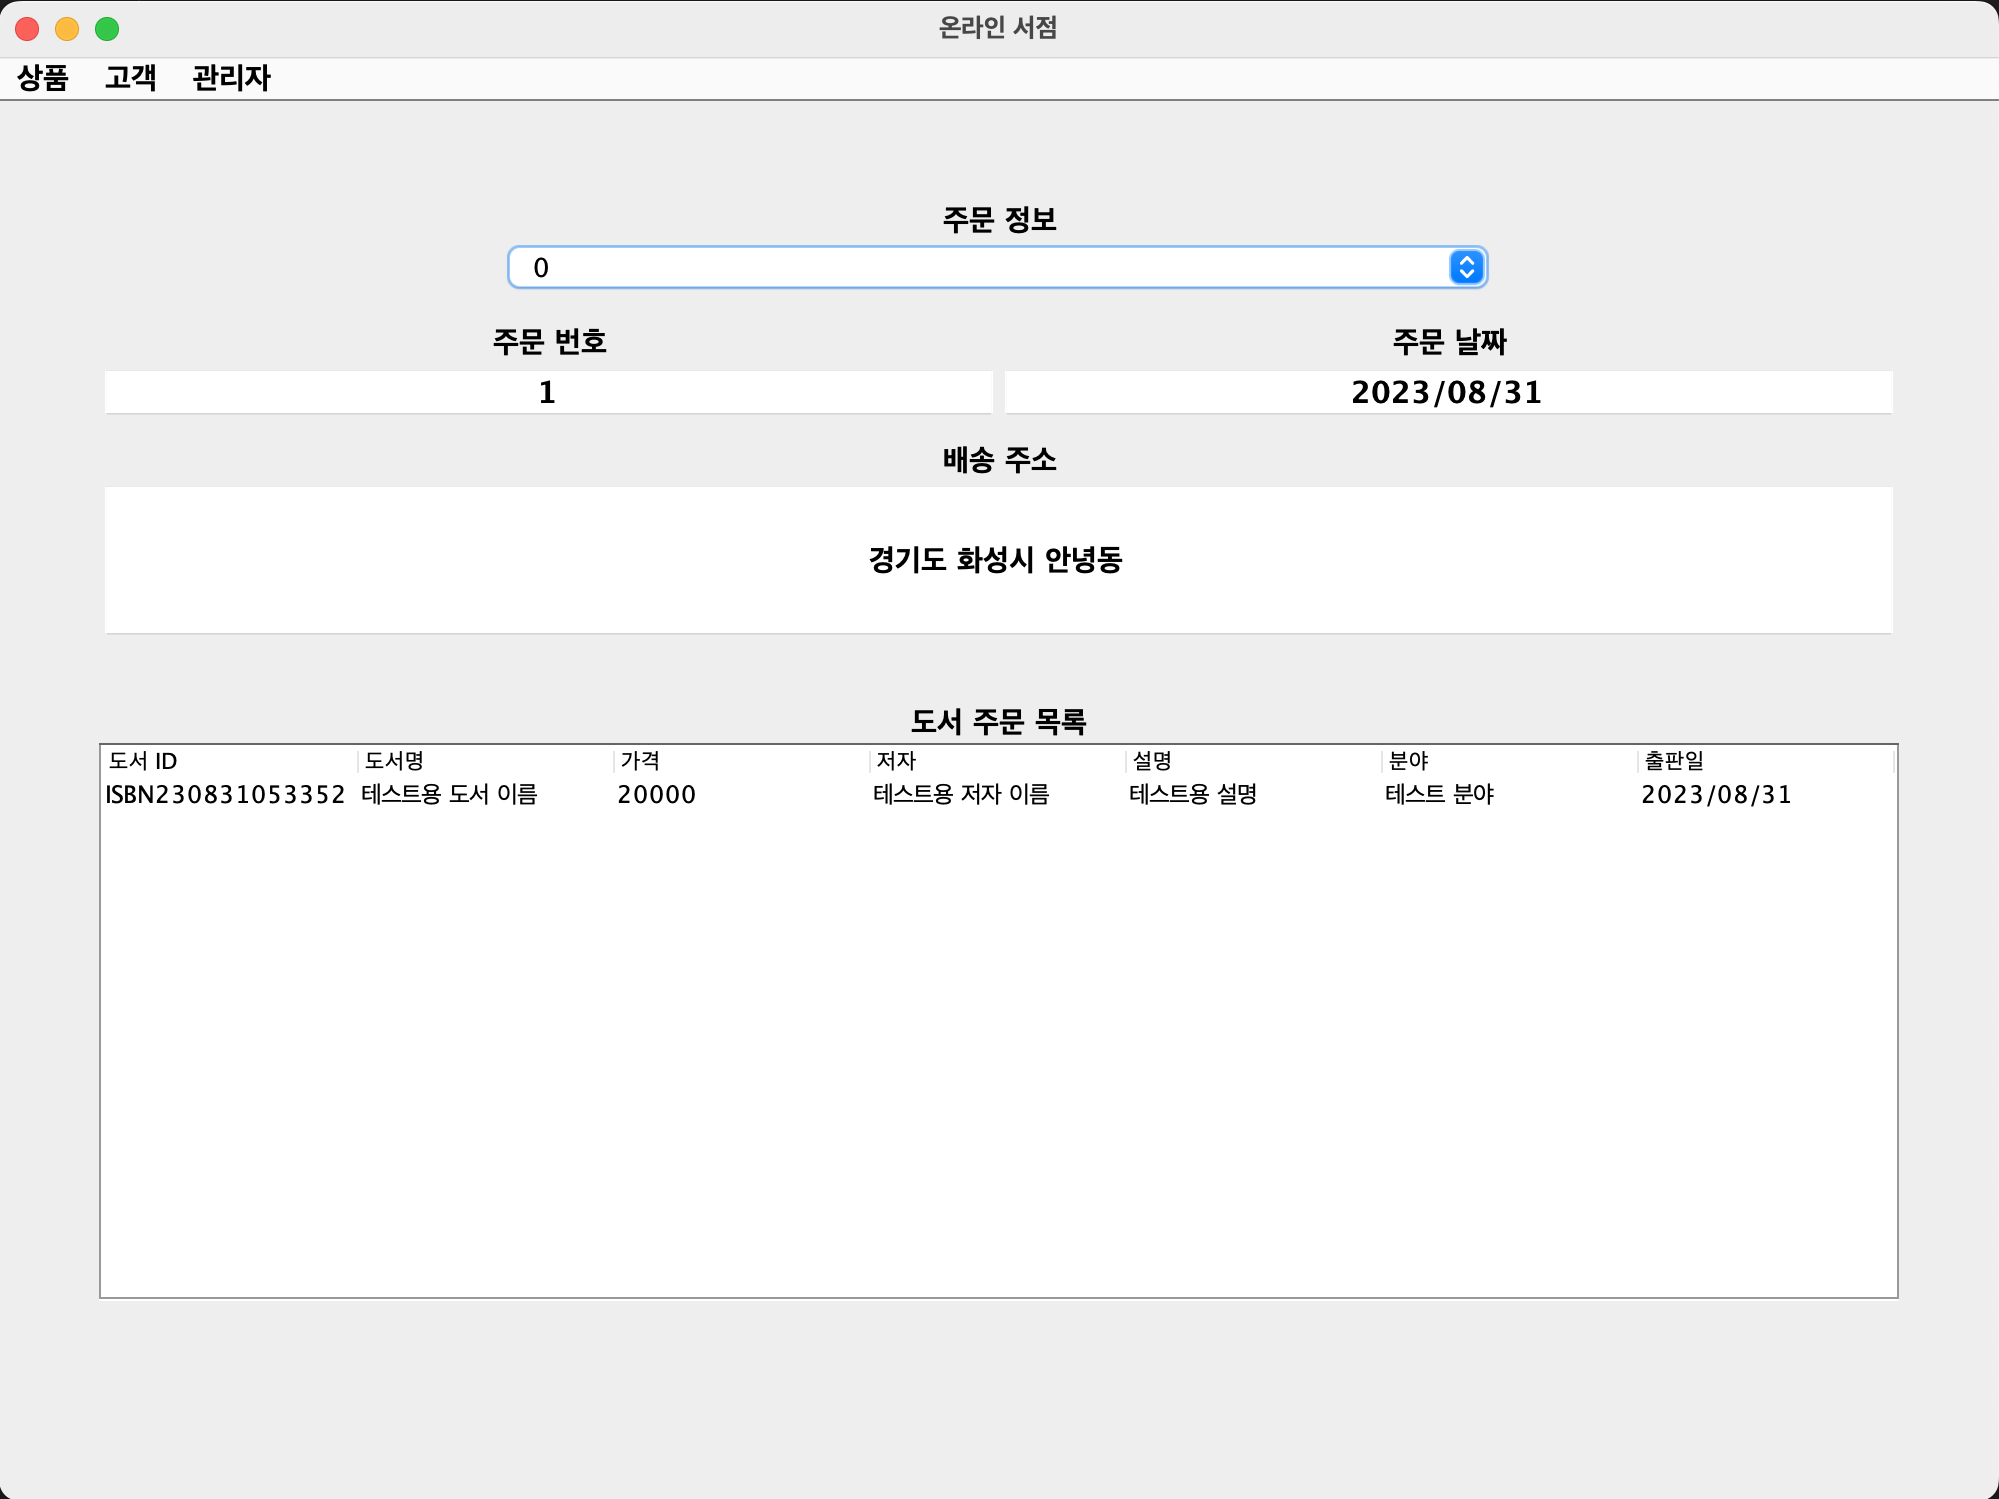 온라인 서점
상품 고객 관리자
주문 정보
0
주문 번호 주문 날짜
1 2023/08/31
배송 주소
경기도 화성시 안녕동
도서 주문 목록
도서 ID 도서명 가격 저자 설명 분야 출판일
ISBN230831053352 테스트용 도서 이름 20000 테스트용 저자 이름 테스트용 설명 테스트 분야 2023/08/31